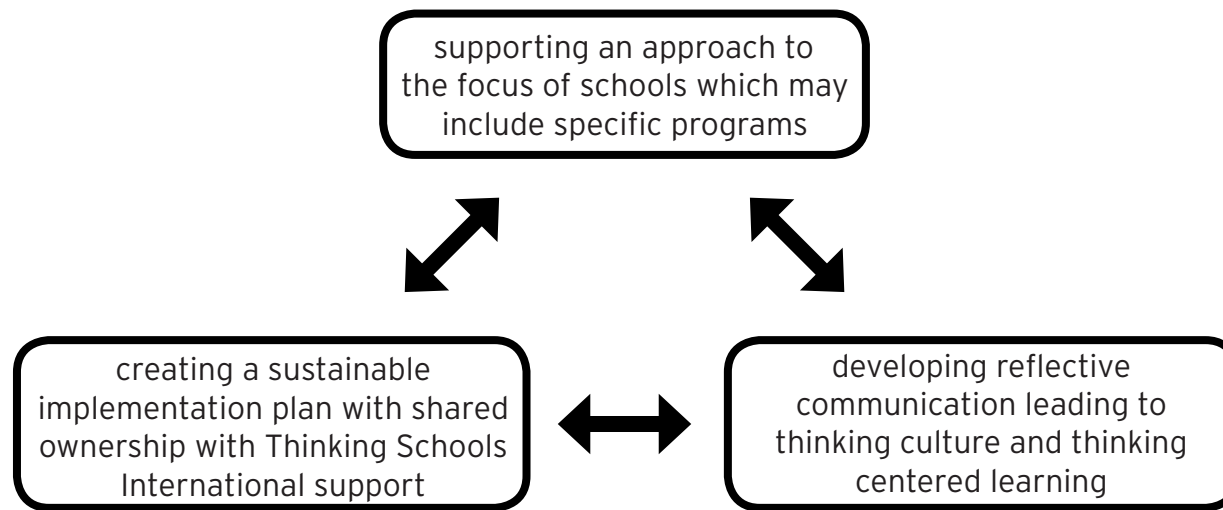 supporting an approach to
the focus of schools which may
include specific programs
creating a sustainable
implementation plan with shared
ownership with Thinking Schools
International support
developing reflective
communication leading to
thinking culture and thinking
centered learning